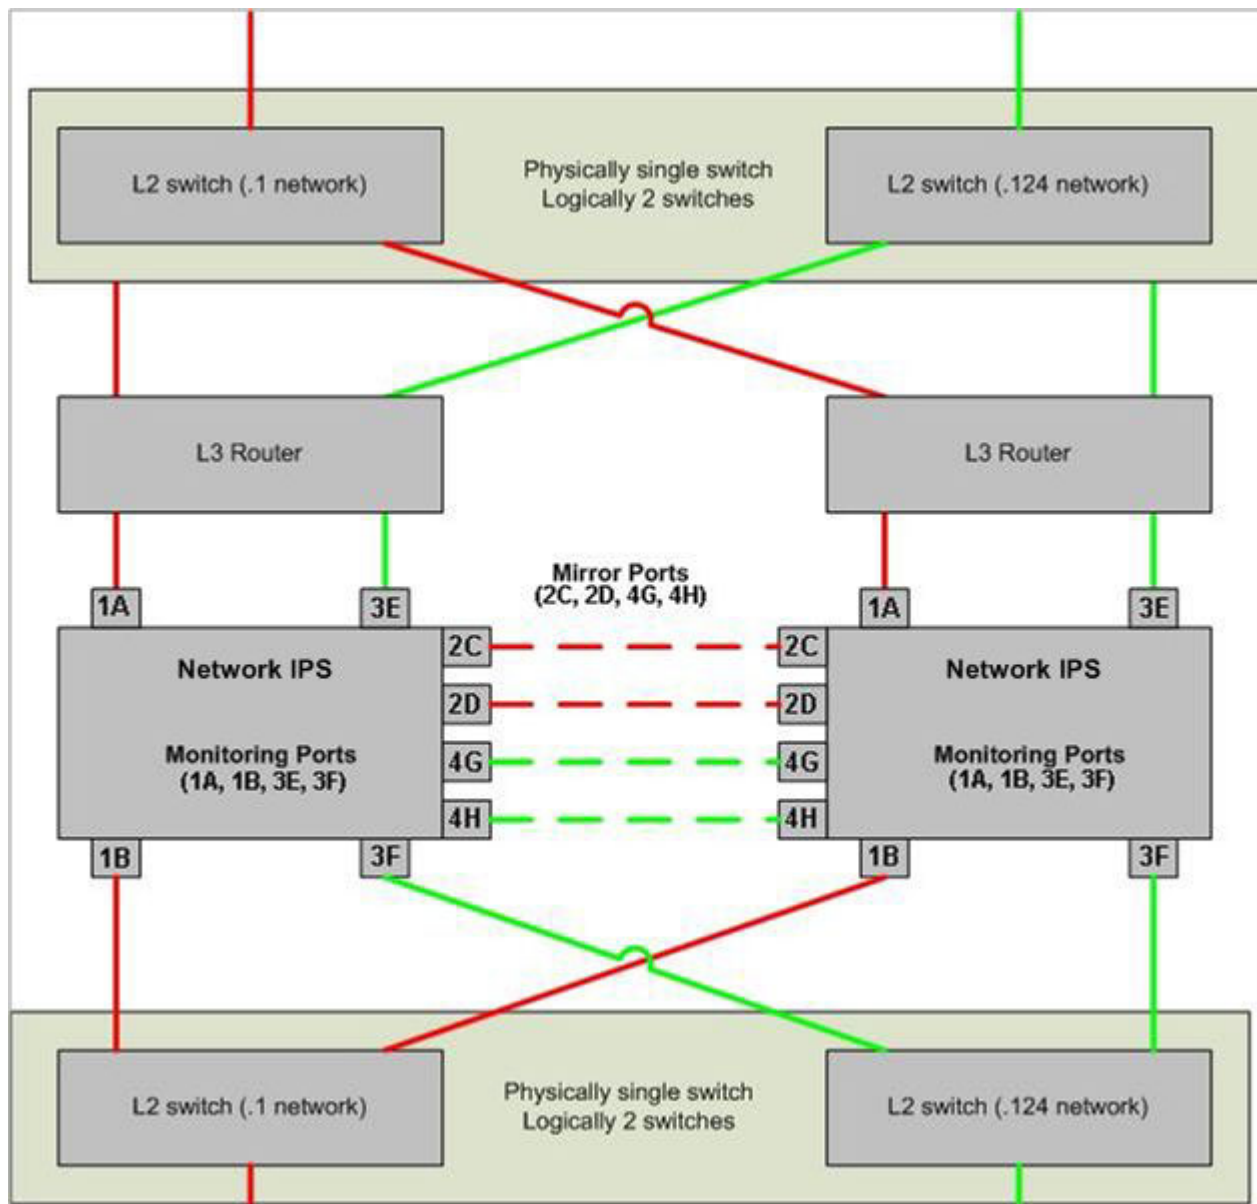 L2 switch (.1 network)
Physically single switch
Logically 2 switches
L2 switch (.124 network)
L3 Router
L3 Router
Mirror Ports
(2C, 2D, 4G, 4H)
1A
3E
1A
3E
Network IPS
2C
2C
Network IPS
2D
2D
Monitoring Ports
(1A, 1B, 3E, 3F)
4G
4G
Monitoring Ports
(1A, 1B, 3E, 3F)
4H
4H
1B
3F
1B
3F
L2 switch (.1 network)
Physically single switch
Logically 2 switches
L2 switch (.124 network)